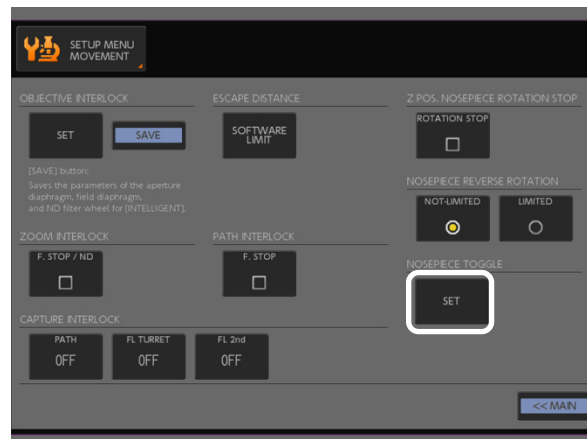 SETUP MENU
MOVEMENT
OBJECTIVE INTERLOCK
SET
SAVE
[SAVE] button:
Saves the parameters of the aperture
diaphragm, field diaphragm,
and ND filter wheel for [INTELLIGENT].
ESCAPE DISTANCE
SOFTWARE
LIMIT
Z POS. NOSEPIECE ROTATION STOP
ROTATION STOP
NOSEPIECE REVERSE ROTATION
NOT-LIMITED
LIMITED
ZOOM INTERLOCK
F. STOP / ND
PATH INTERLOCK
F. STOP
NOSEPIECE TOGGLE
SET
CAPTURE INTERLOCK
PATH
OFF
FL TURRET
OFF
FL 2nd
OFF
<< MAIN